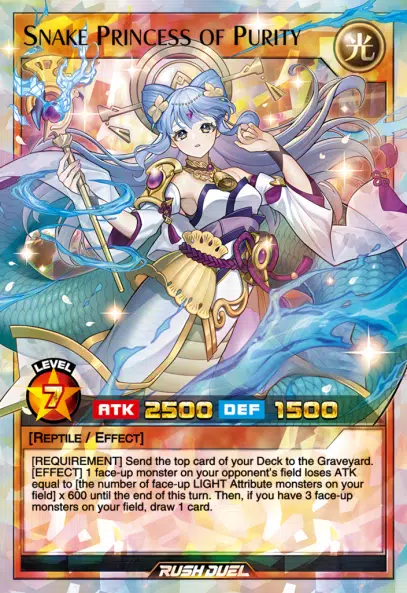 SNAKE PRINCESS OF PURITY
光
LEVEL
7
ATK 2500 DEF 1500
[REPTILE / EFFECT]
[REQUIREMENT] Send the top card of your Deck to the Graveyard.
[EFFECT] 1 face-up monster on your opponent's field loses ATK
equal to [the number of face-up LIGHT Attribute monsters on your
field] x 600 until the end of this turn. Then, if you have 3 face-up
monsters on your field, draw 1 card.
RUSH DUEL